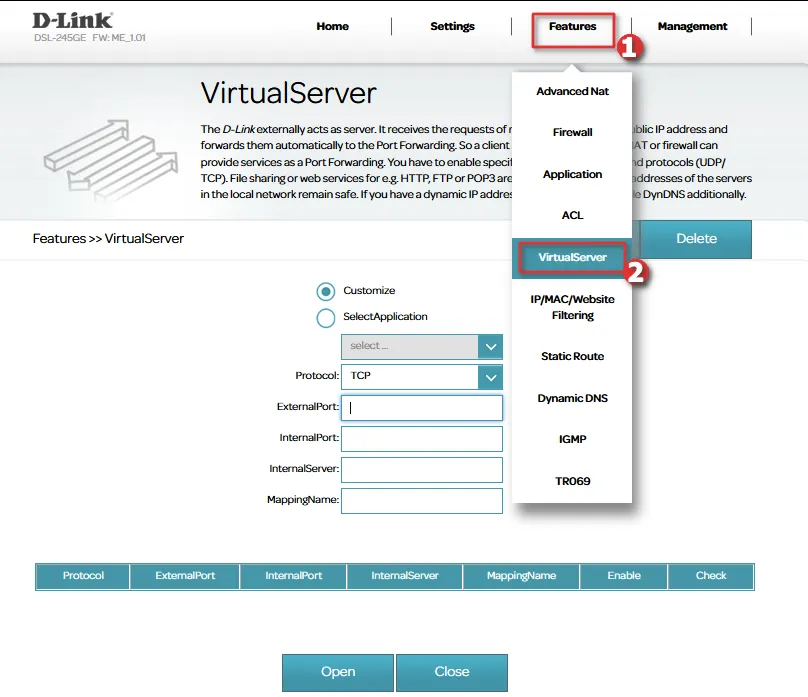 D-Link
DSL-245GE FW: ME_1.01
Home
Settings
Features
Management
1
VirtualServer
The D-Link externally acts as server. It receives the requests of r
ublic IP address and
forwards them automatically to the Port Forwarding. So a client
AT or firewall can
provide services as a Port Forwarding. You have to enable specif
nd protocols (UDP/
TCP). File sharing or web services for e.g. HTTP, FTP or POP3 are
addresses of the servers
in the local network remain safe. If you have a dynamic IP addre
e DynDNS additionally.
Advanced Nat
Firewall
Application
ACL
VirtualServer
2
IP/MAC/Website
Filtering
Static Route
Dynamic DNS
IGMP
TR069
Features >> VirtualServer
Delete
Customize
SelectApplication
select ...
Protocol: TCP
ExternalPort:
InternalPort:
InternalServer:
MappingName:
Protocol ExternalPort InternalPort InternalServer MappingName Enable Check
Open Close